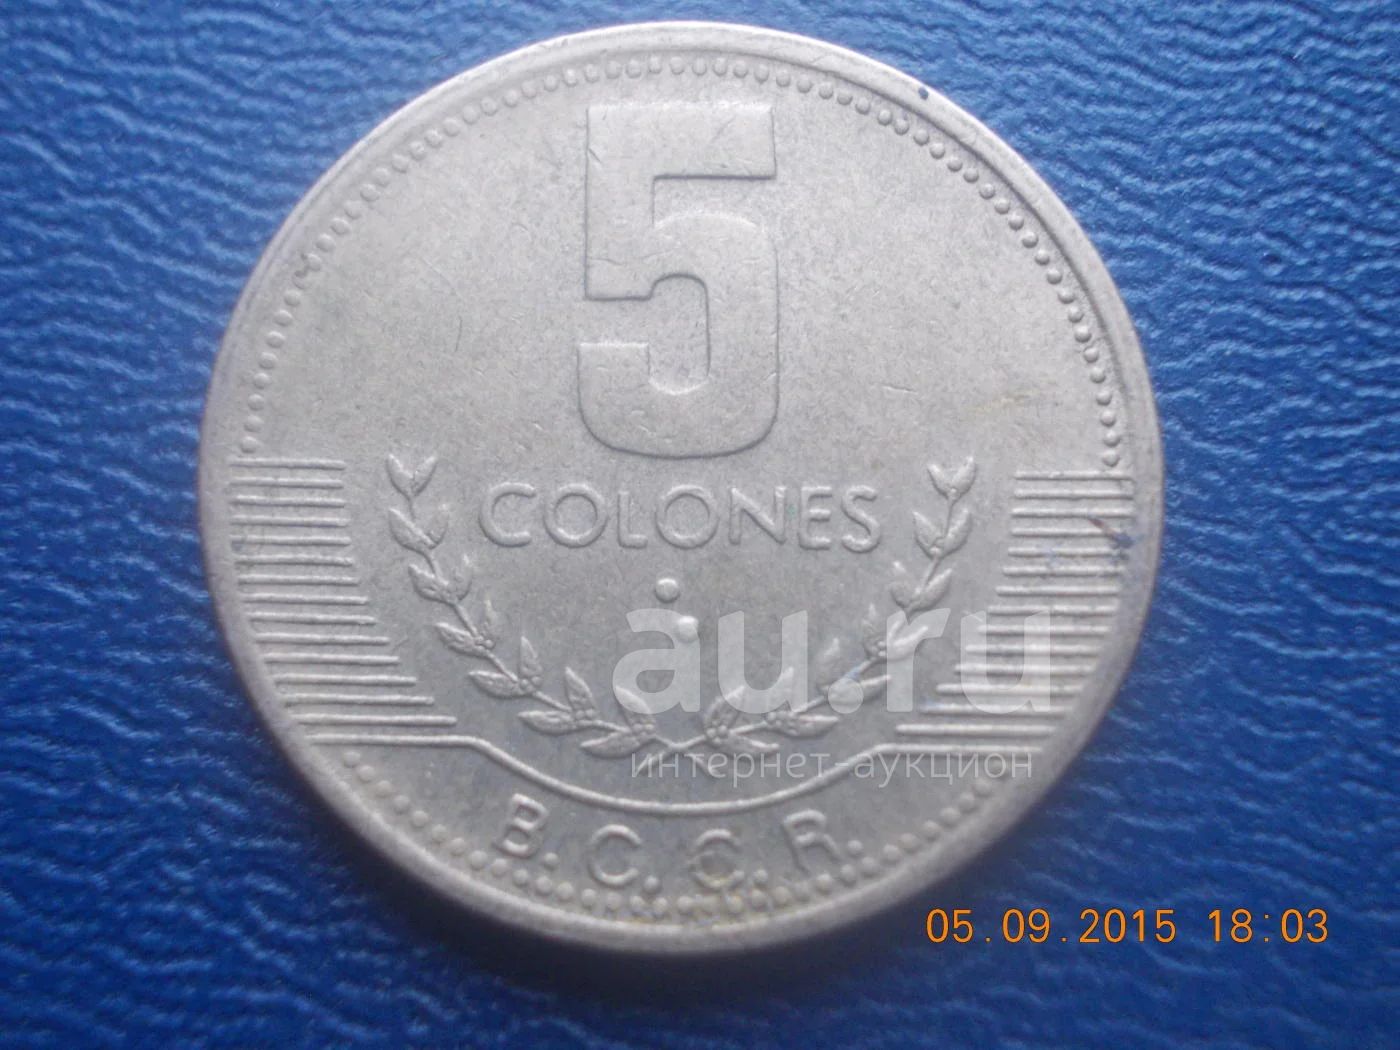 5
COLONES
au.ru
интернет-аукцион
B. C. C. R.
05.09.2015 18:03